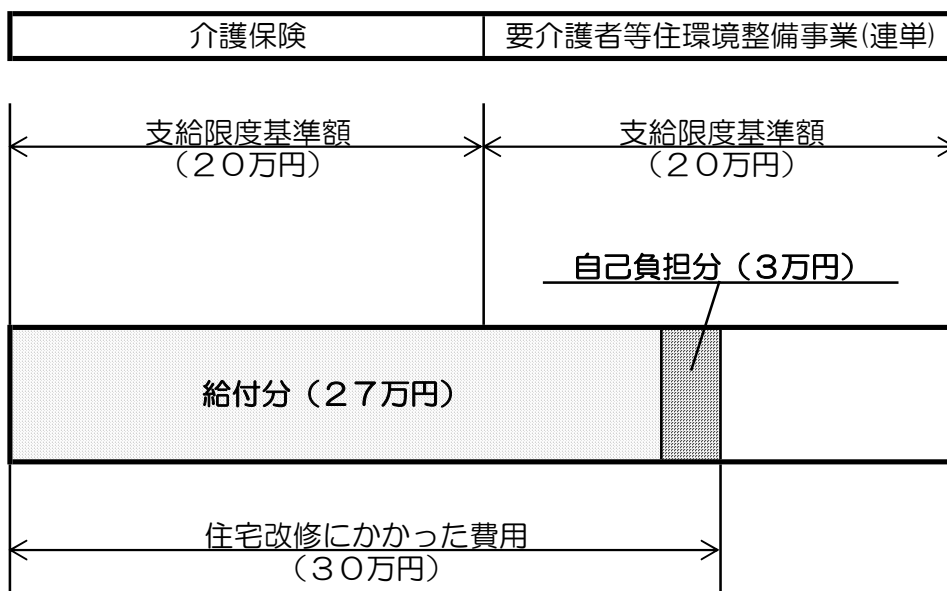 介護保険
要介護者等住環境整備事業(連単)
支給限度基準額
（２０万円）
支給限度基準額
（２０万円）
自己負担分（３万円）
給付分（２７万円）
住宅改修にかかった費用
（３０万円）